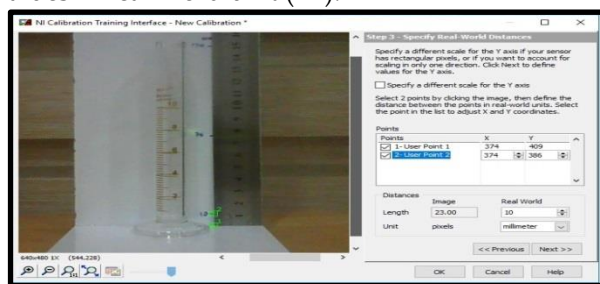 NI Calibration Training Interface - New Calibration *
Step 3 - Specify Real-World Distances
Specify a different scale for the Y axis if your sensor
has rectangular pixels, or if you want to account for
scaling in only one direction. Click Next to define
values for the Y axis.
Specify a different scale for the Y axis
Select 2 points by clicking the image, then define the
distance between the points in real-world units. Select
the point in the list to adjust X and Y coordinates.
Points
Points X Y
1- User Point 1 374 409
2- User Point 2 374 386
Distances
Image Real World
Length 23.00 10
Unit pixels millimeter
<< Previous Next >>
640x480 1X (544,228)
OK Cancel Help